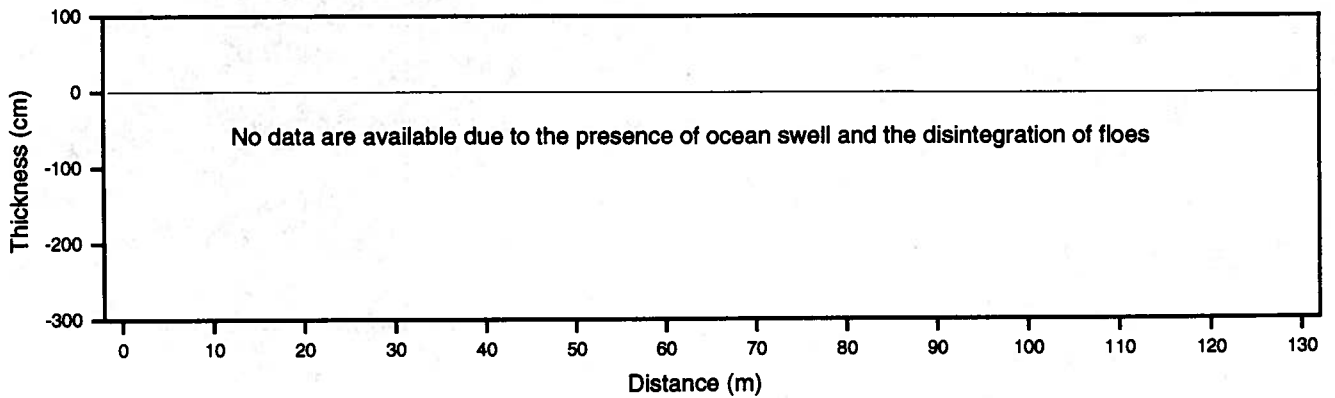 100
0
No data are available due to the presence of ocean swell and the disintegration of floes
-100
-200
-300
Thickness (cm)
0 10 20 30 40 50 60 70 80 90 100 110 120 130
Distance (m)